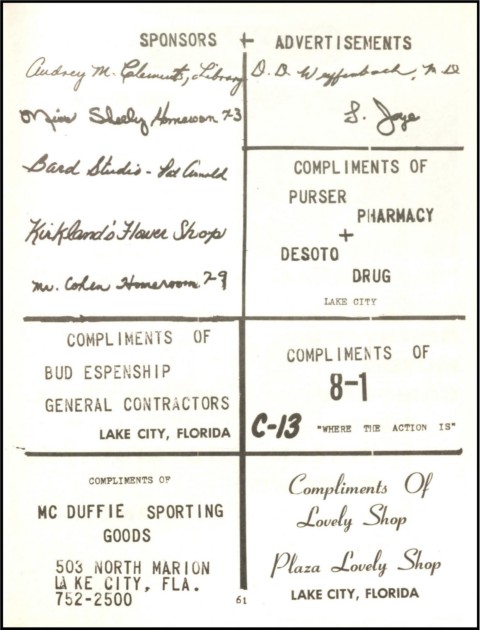 SPONSORS + ADVERTISEMENTS
Audrey M. Clements, Library
Miss Sheely Homeroom 7-3
Bard Studio - Pat Arnold
Kirkland's Flower Shop
Mr. Cohen Homeroom 7-9
D. D. M D
L. Joye
COMPLIMENTS OF
PURSER
PHARMACY
+
DESOTO
DRUG
LAKE CITY
COMPLIMENTS OF
BUD ESPENSHIP
GENERAL CONTRACTORS
LAKE CITY, FLORIDA
COMPLIMENTS OF
8-1
C-13 "WHERE THE ACTION IS"
COMPLIMENTS OF
MC DUFFIE SPORTING
GOODS
503 NORTH MARION
LAKE CITY, FLA.
752-2500
Compliments Of
Lovely Shop
Plaza Lovely Shop
LAKE CITY, FLORIDA
61